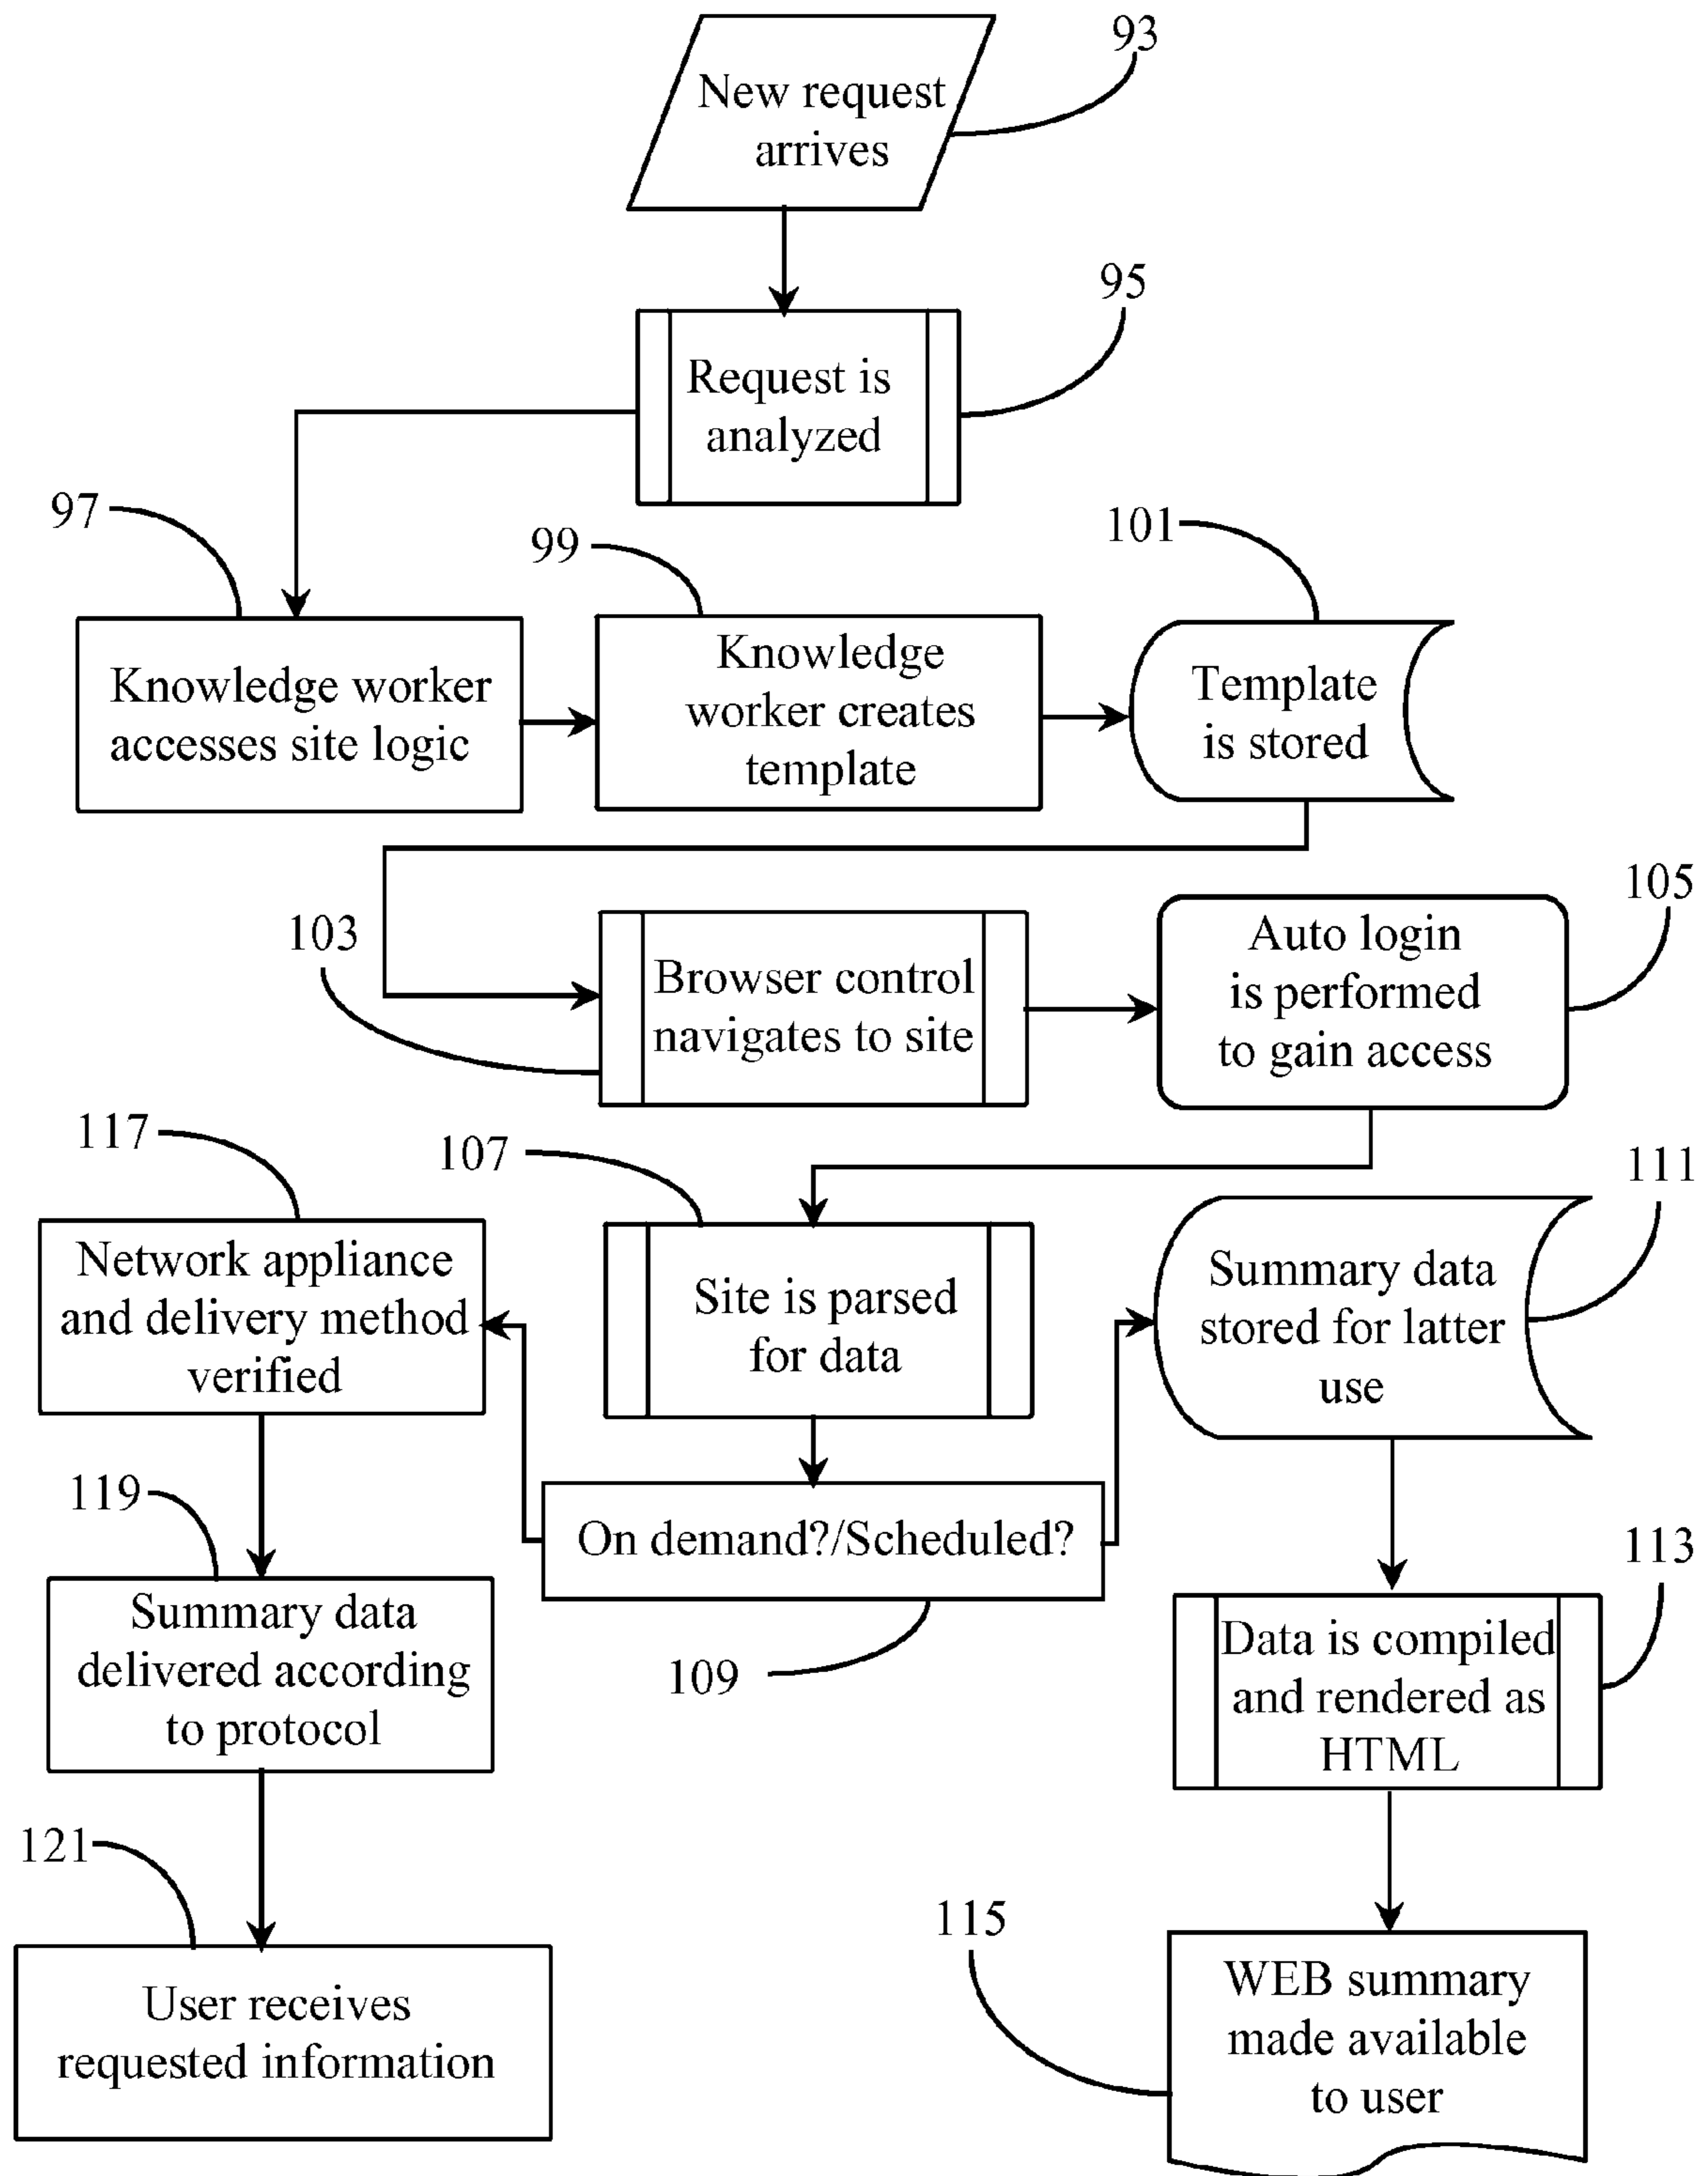 93
New request
arrives
95
Request is
analyzed
97
99
101
Knowledge worker
accesses site logic
Knowledge
worker creates
template
Template
is stored
103
Browser control
navigates to site
105
Auto login
is performed
to gain access
117
107
111
Network appliance
and delivery method
verified
Site is parsed
for data
Summary data
stored for latter
use
119
On demand?/Scheduled?
109
113
Summary data
delivered according
to protocol
Data is compiled
and rendered as
HTML
121
115
User receives
requested information
WEB summary
made available
to user